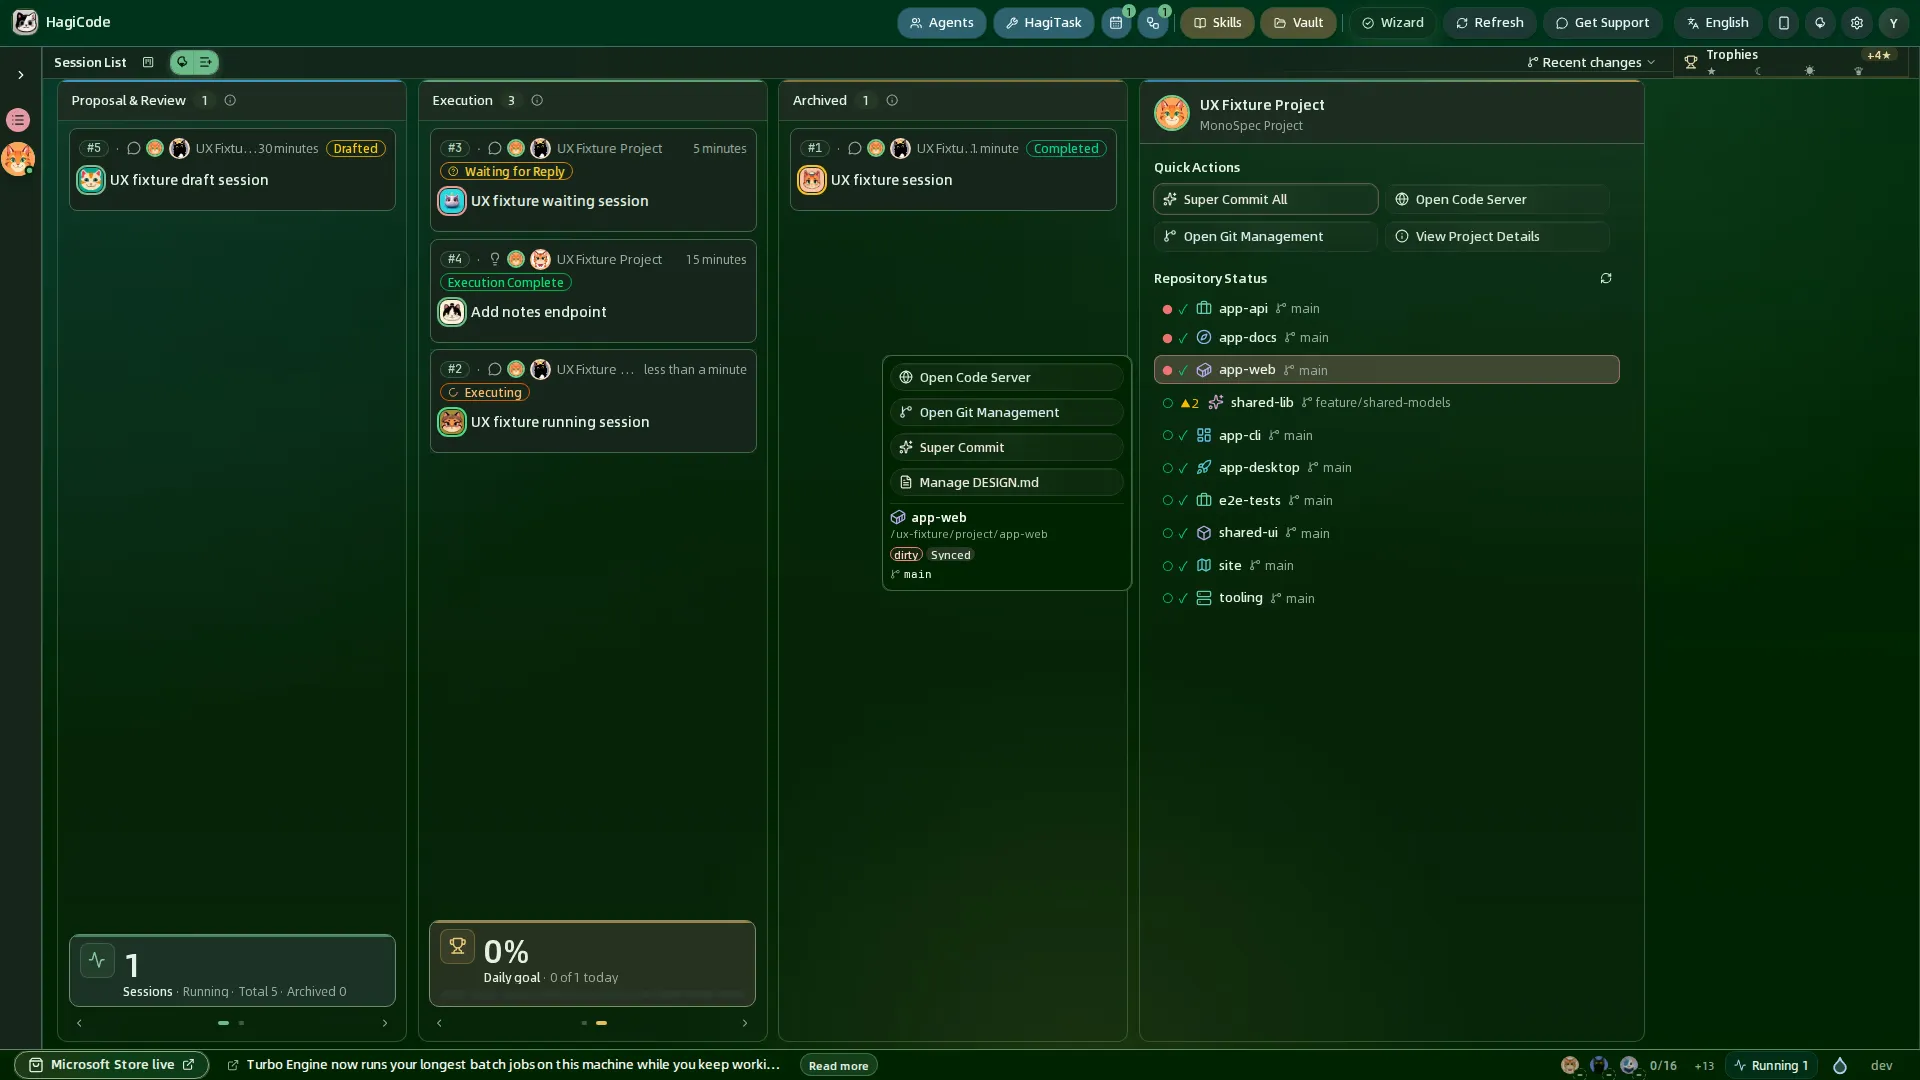 HagiCode
Agents
HagiTask
1
1
Skills
Vault
Wizard
Refresh
Get Support
English
Y
Session List
Recent changes
Trophies
+4★
Proposal & Review 1
#5 · UX Fixtu... 30 minutes Drafted
UX fixture draft session
1
Sessions · Running · Total 5 · Archived 0
Execution 3
#3 · UX Fixture Project 5 minutes
Waiting for Reply
UX fixture waiting session
#4 · UX Fixture Project 15 minutes
Execution Complete
Add notes endpoint
#2 · UX Fixture ... less than a minute
Executing
UX fixture running session
0%
Daily goal · 0 of 1 today
Archived 1
#1 · UX Fixtu... 1 minute Completed
UX fixture session
Open Code Server
Open Git Management
Super Commit
Manage DESIGN.md
app-web
/ux-fixture/project/app-web
dirty Synced
main
UX Fixture Project
MonoSpec Project
Quick Actions
Super Commit All
Open Code Server
Open Git Management
View Project Details
Repository Status
app-api main
app-docs main
app-web main
▲2 shared-lib feature/shared-models
app-cli main
app-desktop main
e2e-tests main
shared-ui main
site main
tooling main
Microsoft Store live
Turbo Engine now runs your longest batch jobs on this machine while you keep worki...
Read more
0/16
+13
Running 1
dev